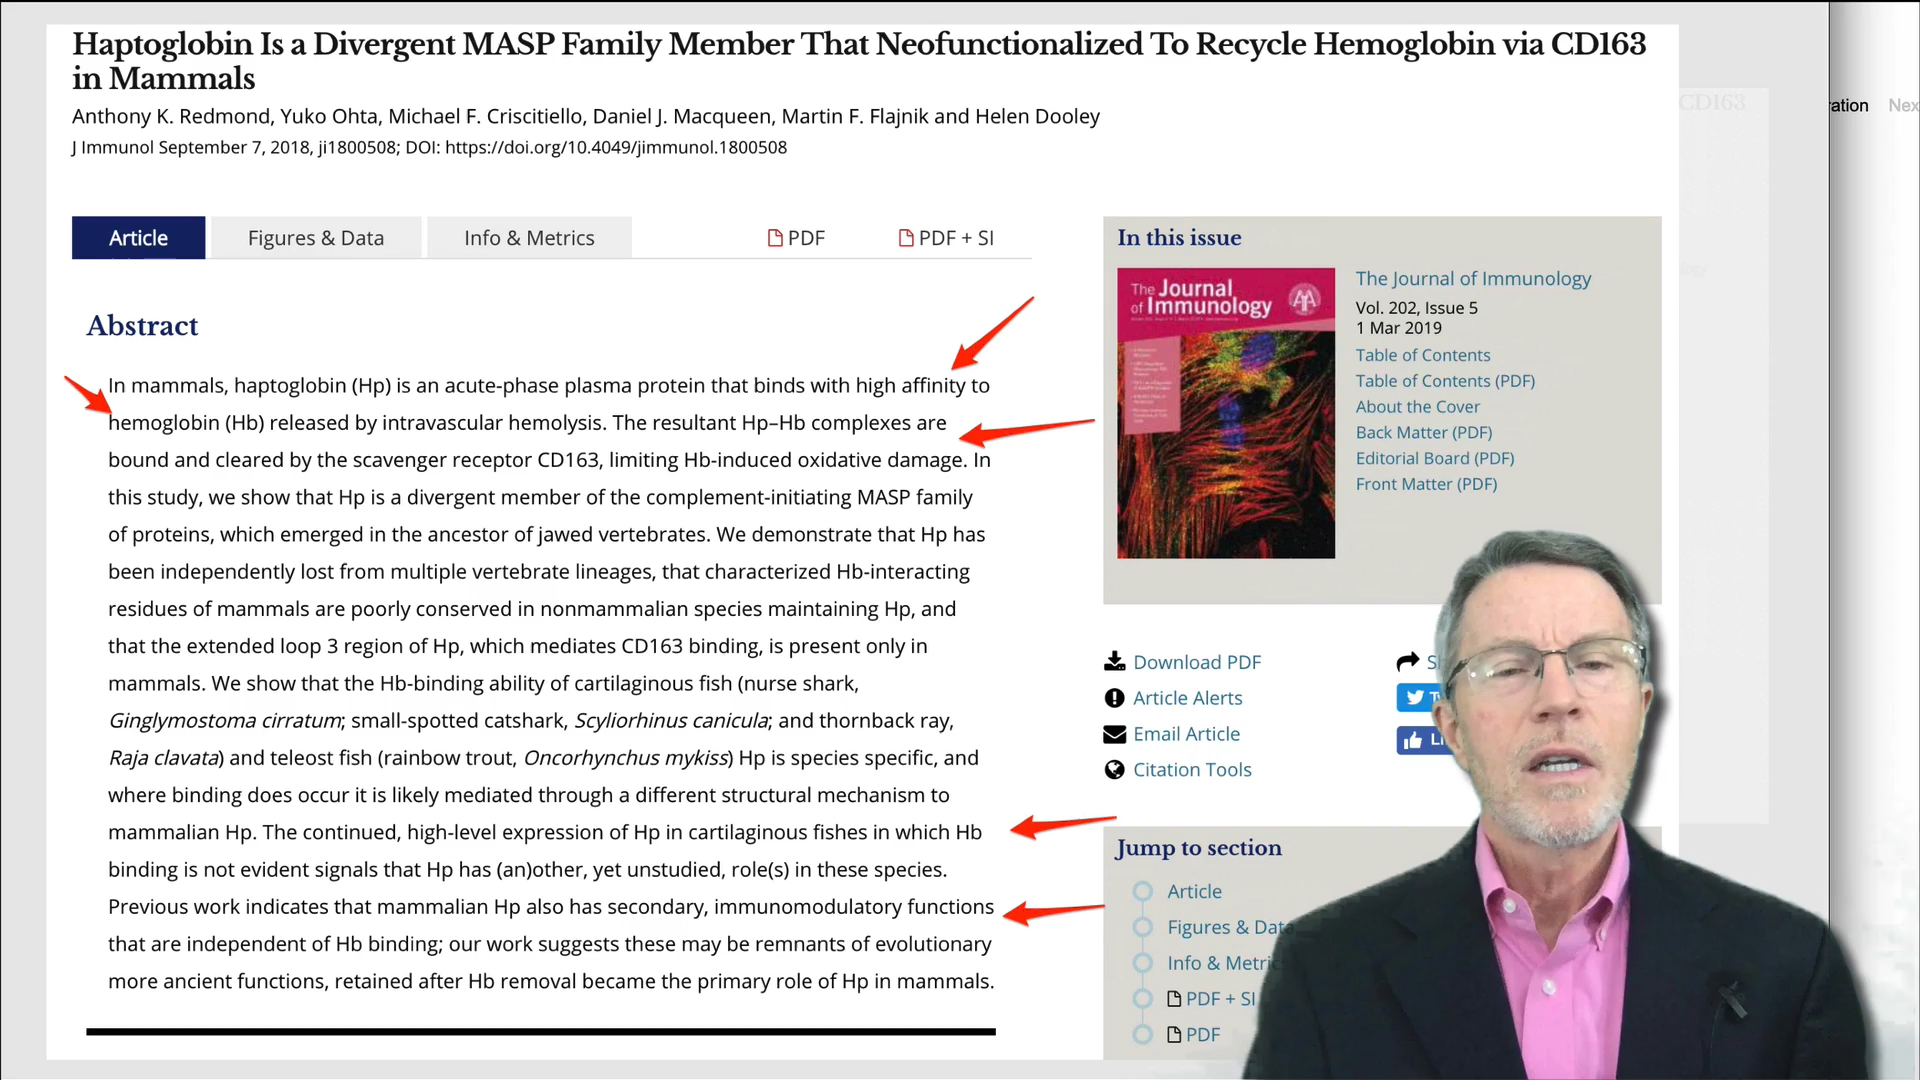 Haptoglobin Is a Divergent MASP Family Member That Neofunctionalized To Recycle Hemoglobin via CD163
in Mammals
Anthony K. Redmond, Yuko Ohta, Michael F. Criscitiello, Daniel J. Macqueen, Martin F. Flajnik and Helen Dooley
J Immunol September 7, 2018, ji1800508; DOI: https://doi.org/10.4049/jimmunol.1800508
CD163
ration Nex
Article Figures & Data Info & Metrics PDF PDF + SI
Abstract
In mammals, haptoglobin (Hp) is an acute-phase plasma protein that binds with high affinity to
hemoglobin (Hb) released by intravascular hemolysis. The resultant Hp–Hb complexes are
bound and cleared by the scavenger receptor CD163, limiting Hb-induced oxidative damage. In
this study, we show that Hp is a divergent member of the complement-initiating MASP family
of proteins, which emerged in the ancestor of jawed vertebrates. We demonstrate that Hp has
been independently lost from multiple vertebrate lineages, that characterized Hb-interacting
residues of mammals are poorly conserved in nonmammalian species maintaining Hp, and
that the extended loop 3 region of Hp, which mediates CD163 binding, is present only in
mammals. We show that the Hb-binding ability of cartilaginous fish (nurse shark,
Ginglymostoma cirratum; small-spotted catshark, Scyliorhinus canicula; and thornback ray,
Raja clavata) and teleost fish (rainbow trout, Oncorhynchus mykiss) Hp is species specific, and
where binding does occur it is likely mediated through a different structural mechanism to
mammalian Hp. The continued, high-level expression of Hp in cartilaginous fishes in which Hb
binding is not evident signals that Hp has (an)other, yet unstudied, role(s) in these species.
Previous work indicates that mammalian Hp also has secondary, immunomodulatory functions
that are independent of Hb binding; our work suggests these may be remnants of evolutionary
more ancient functions, retained after Hb removal became the primary role of Hp in mammals.
In this issue
The Journal
of Immunology
The Journal of Immunology
Vol. 202, Issue 5
1 Mar 2019
Table of Contents
Table of Contents (PDF)
About the Cover
Back Matter (PDF)
Editorial Board (PDF)
Front Matter (PDF)
Download PDF
Article Alerts
Email Article
Citation Tools
Jump to section
Article
Figures & Data
Info & Metric
PDF + SI
PDF